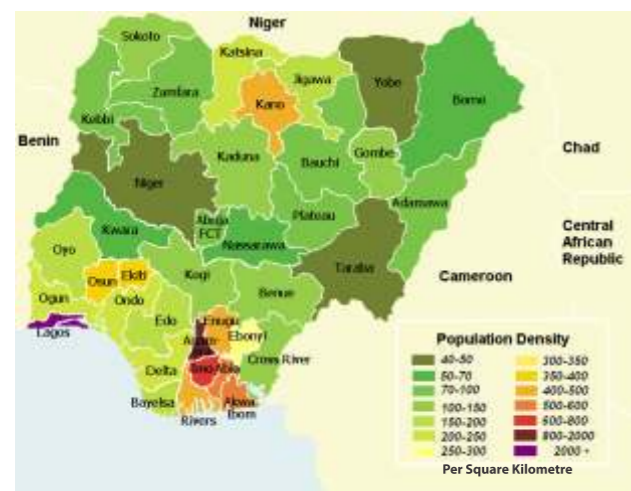 Niger
Sokoto
Katsina
Jigawa
Yobe
Borno
Zamfara
Kano
Kebbi
Benin
Chad
Kaduna
Gombe
Bauchi
Niger
Adamawa
Plateau
Abuja
FCT
Central
African
Republic
Kwara
Nassarawa
Oyo
Taraba
Cameroon
Osun
Ekiti
Kogi
Benue
Ogun
Ondo
Edo
Enugu
Lagos
Ebonyi
Cross River
Delta
Imo
Abia
Bayelsa
Akwa
Ibom
Rivers
Population Density
40-50
50-70
70-100
100-150
150-200
200-250
250-300
300-350
350-400
400-500
500-600
600-800
800-2000
2000 +
Per Square Kilometre